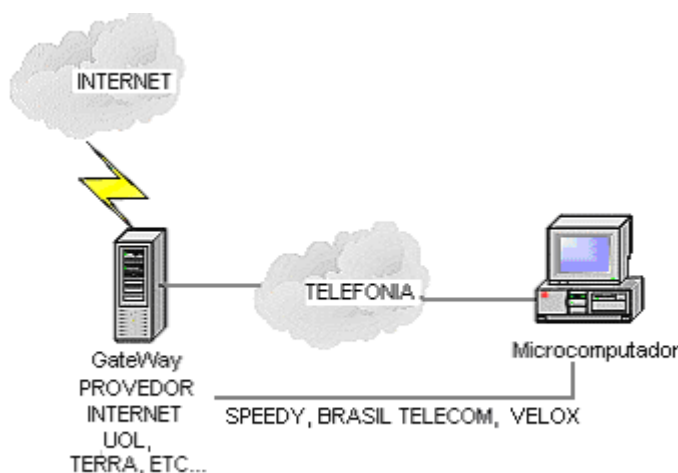 INTERNET
TELEFONIA
GateWay
PROVEDOR
INTERNET
UOL,
TERRA, ETC...
Microcomputador
SPEEDY, BRASIL TELECOM, VELOX